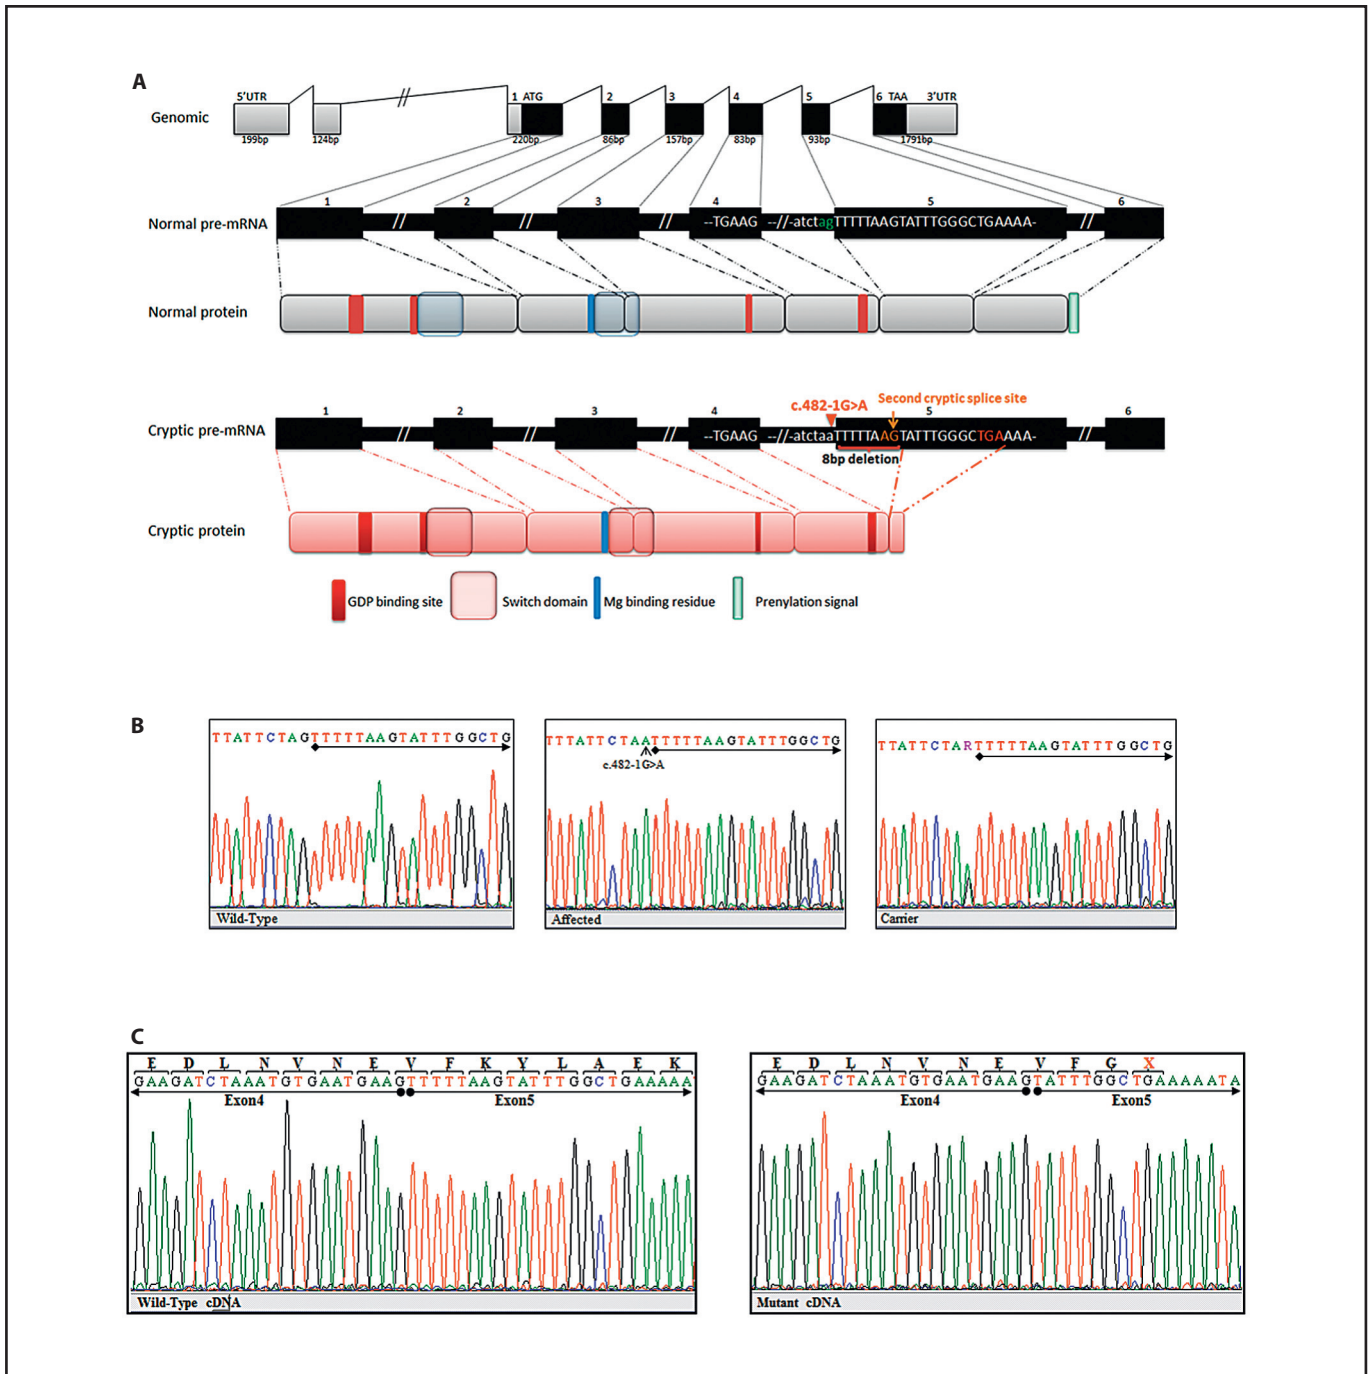 A
5'UTR 1 ATG 2 3 4 5 6 TAA 3'UTR
Genomic
199bp 124bp 220bp 86bp 157bp 83bp 93bp 1791bp
1 2 3 4 5 6
Normal pre-mRNA // // // --TGAAG --//-atctagTTTTTAAGTATTTGGGCTGAAAA- //
Normal protein
c.482-1G>A Second cryptic splice site
1 2 3 4 5 6
Cryptic pre-mRNA // // // --TGAAG --//-atctaaTTTTTAAGTATTTGGGCTGAAAA- //
8bp deletion
Cryptic protein
GDP binding site Switch domain Mg binding residue Prenylation signal
B
TTATTCTAGTTTTTAAGTATTTGGCTG
Wild-Type
TTTATTCTAATTTTTAAGTATTTGGCTG
c.482-1G>A
Affected
TTATTCTARTTTTTAAGTATTTGGCTG
Carrier
C
E D L N V N E V F K Y L A E K
GAAGATCTAAATGTGAATGAAGTTTTTAAGTATTTGGCTGAAAAA
Exon4 Exon5
Wild-Type cDNA
E D L N V N E V F G X
GAAGATCTAAATGTGAATGAAGTATTTGGCTGAAAAATA
Exon4 Exon5
Mutant cDNA